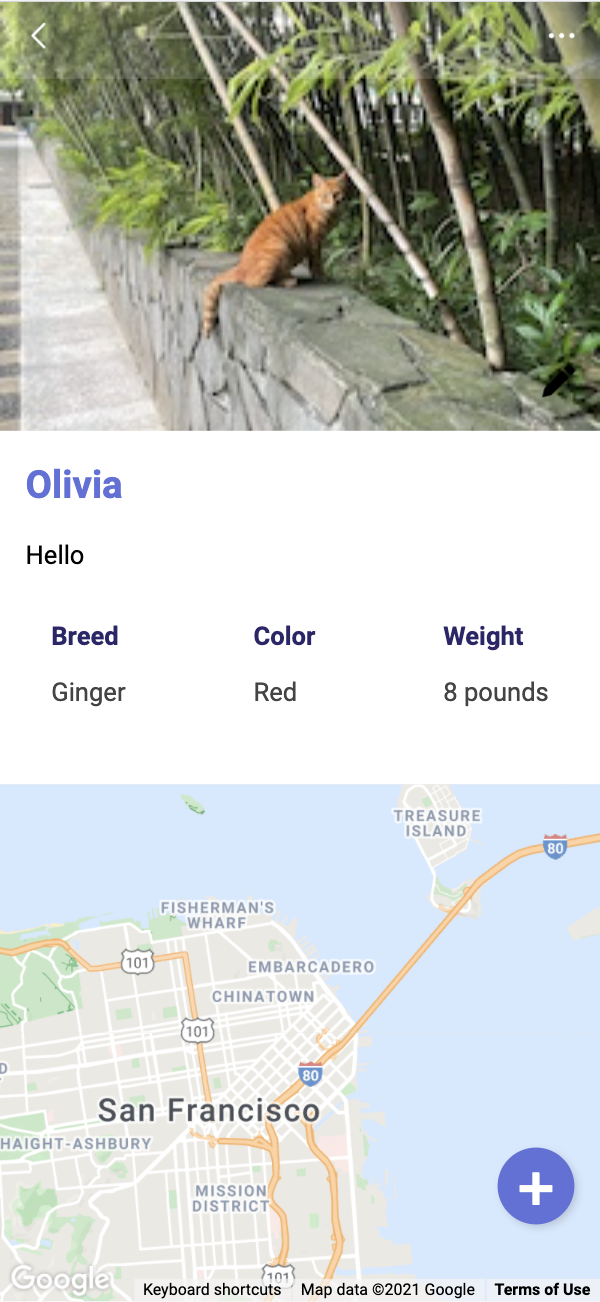 Olivia
Hello
Breed Color Weight
Ginger Red 8 pounds
TREASURE
ISLAND
80
FISHERMAN'S
WHARF
101
EMBARCADERO
CHINATOWN
101
80
D
San Francisco
HAIGHT-ASHBURY
MISSION
DISTRICT
101
Google
Keyboard shortcuts Map data ©2021 Google Terms of Use